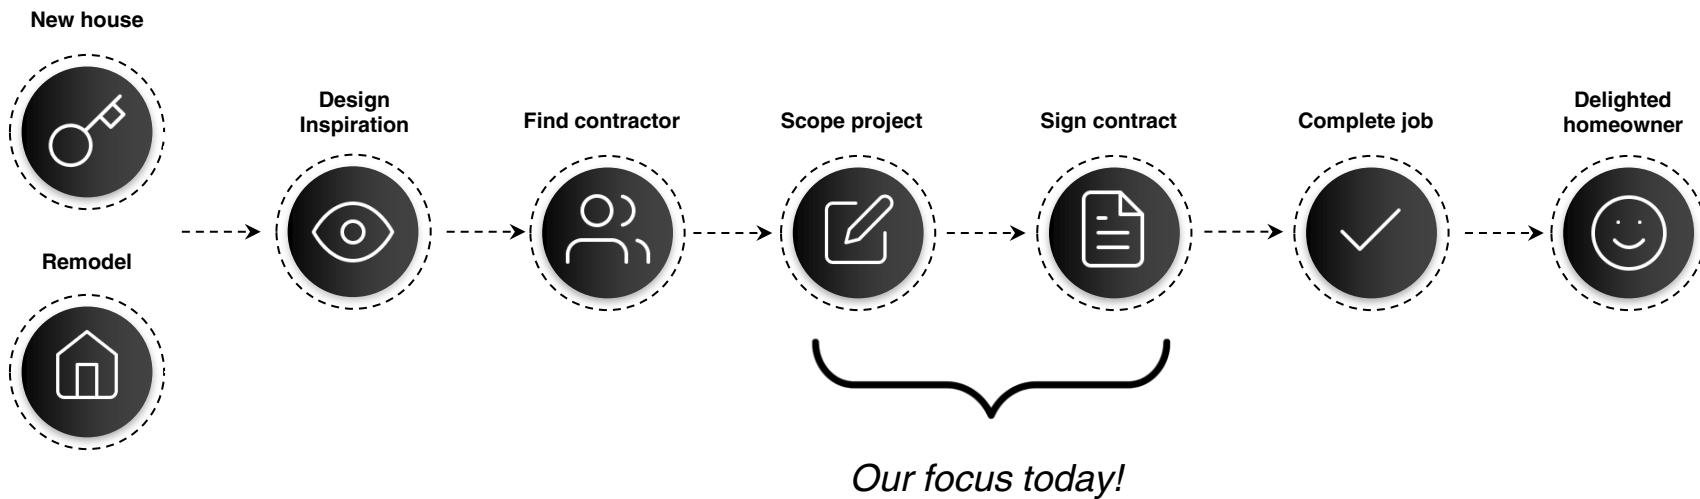 New house
Remodel
Design
Inspiration
Find contractor
Scope project
Sign contract
Complete job
Delighted
homeowner
Our focus today!